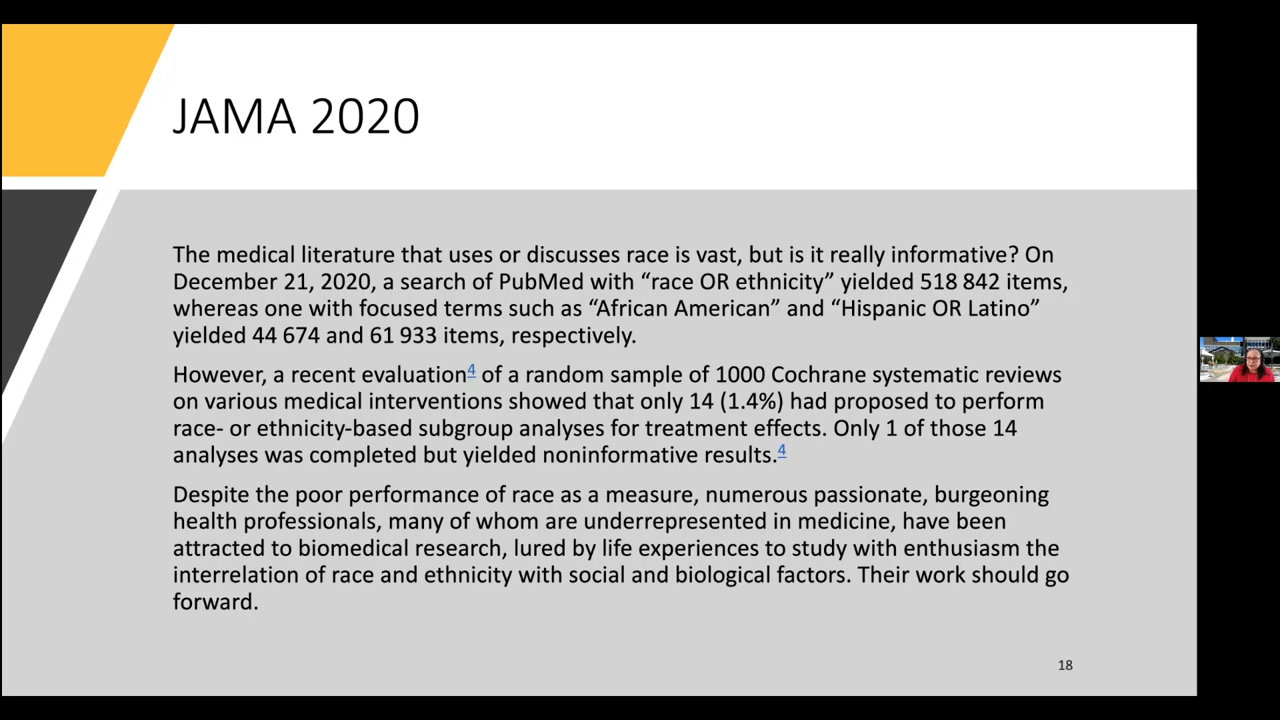 JAMA 2020
The medical literature that uses or discusses race is vast, but is it really informative? On
December 21, 2020, a search of PubMed with “race OR ethnicity” yielded 518 842 items,
whereas one with focused terms such as “African American” and “Hispanic OR Latino”
yielded 44 674 and 61 933 items, respectively.
However, a recent evaluation4 of a random sample of 1000 Cochrane systematic reviews
on various medical interventions showed that only 14 (1.4%) had proposed to perform
race- or ethnicity-based subgroup analyses for treatment effects. Only 1 of those 14
analyses was completed but yielded noninformative results.4
Despite the poor performance of race as a measure, numerous passionate, burgeoning
health professionals, many of whom are underrepresented in medicine, have been
attracted to biomedical research, lured by life experiences to study with enthusiasm the
interrelation of race and ethnicity with social and biological factors. Their work should go
forward.
18